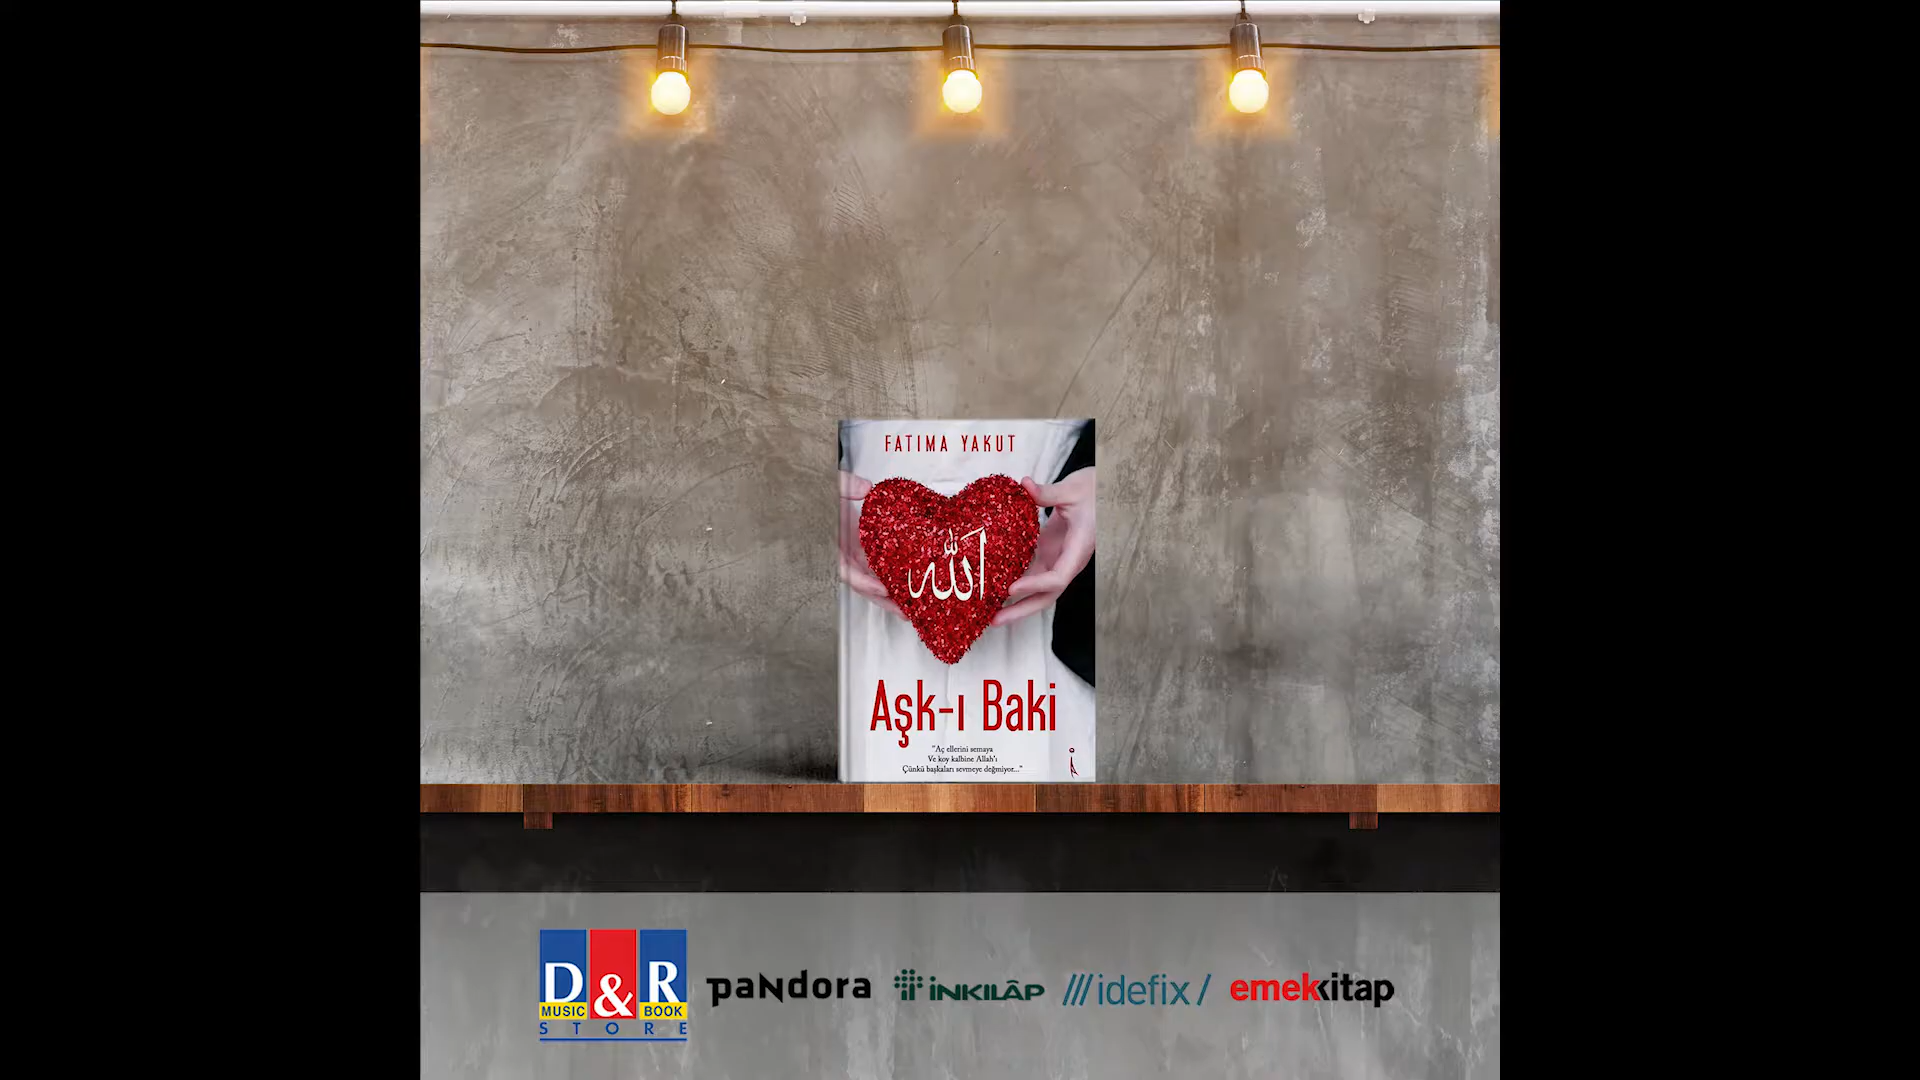 FATIMA YAKUT
الله
Aşk-ı Baki
"Aç ellerini semaya
Ve koy kalbine Allah'ı
Çünkü başkaları sevmeye değmiyor..."
D&R
MUSIC BOOK
STORE
paNdora
İNKILÂP
///idefix/
emekkitap